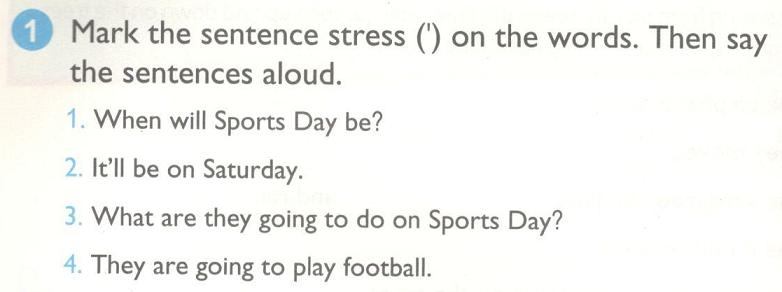 1 Mark the sentence stress (') on the words. Then say
the sentences aloud.
1. When will Sports Day be?
2. It'll be on Saturday.
3. What are they going to do on Sports Day?
4. They are going to play football.